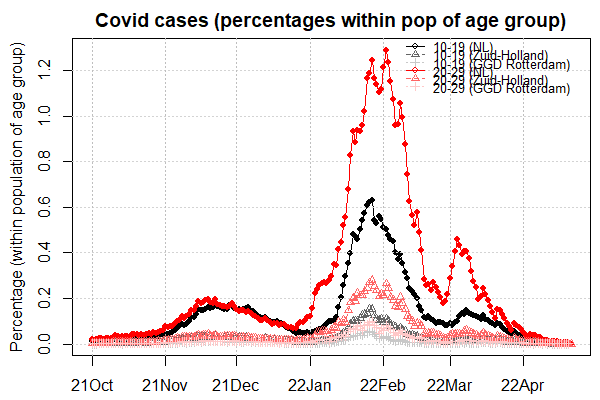 Covid cases (percentages within pop of age group)
Percentage (within population of age group)
1.2
1.0
0.8
0.6
0.4
0.2
0.0
10-19 (NL)
10-19 (Zuid-Holland)
10-19 (GGD Rotterdam)
20-29 (NL)
20-29 (Zuid-Holland)
20-29 (GGD Rotterdam)
21Oct 21Nov 21Dec 22Jan 22Feb 22Mar 22Apr